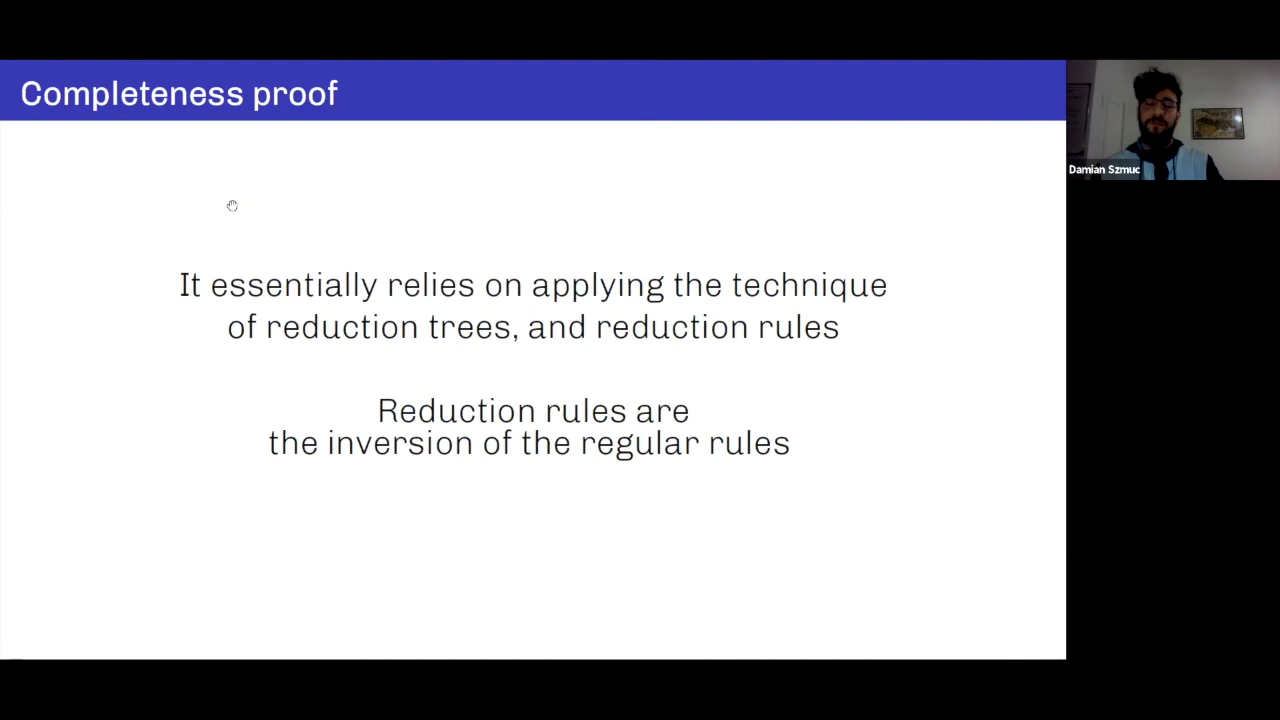 Completeness proof
Damian Szmuc
It essentially relies on applying the technique
of reduction trees, and reduction rules
Reduction rules are
the inversion of the regular rules